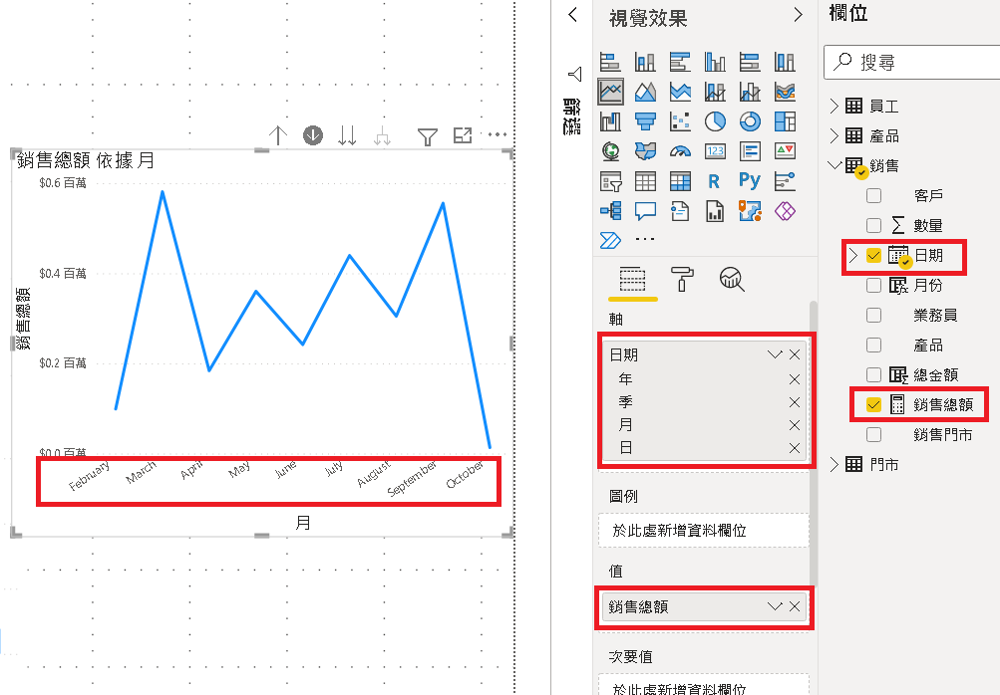 銷售總額 依據 月
$0.6 百萬
$0.4 百萬
$0.2 百萬
$0.0 百萬
銷售總額
February
March
April
May
June
July
August
September
October
月
篩選
視覺效果
123
R
Py
軸
日期
年
季
月
日
圖例
於此處新增資料欄位
值
銷售總額
次要值
於此處新增資料欄位
欄位
搜尋
員工
產品
銷售
客戶
數量
日期
月份
業務員
產品
總金額
銷售總額
銷售門市
門市